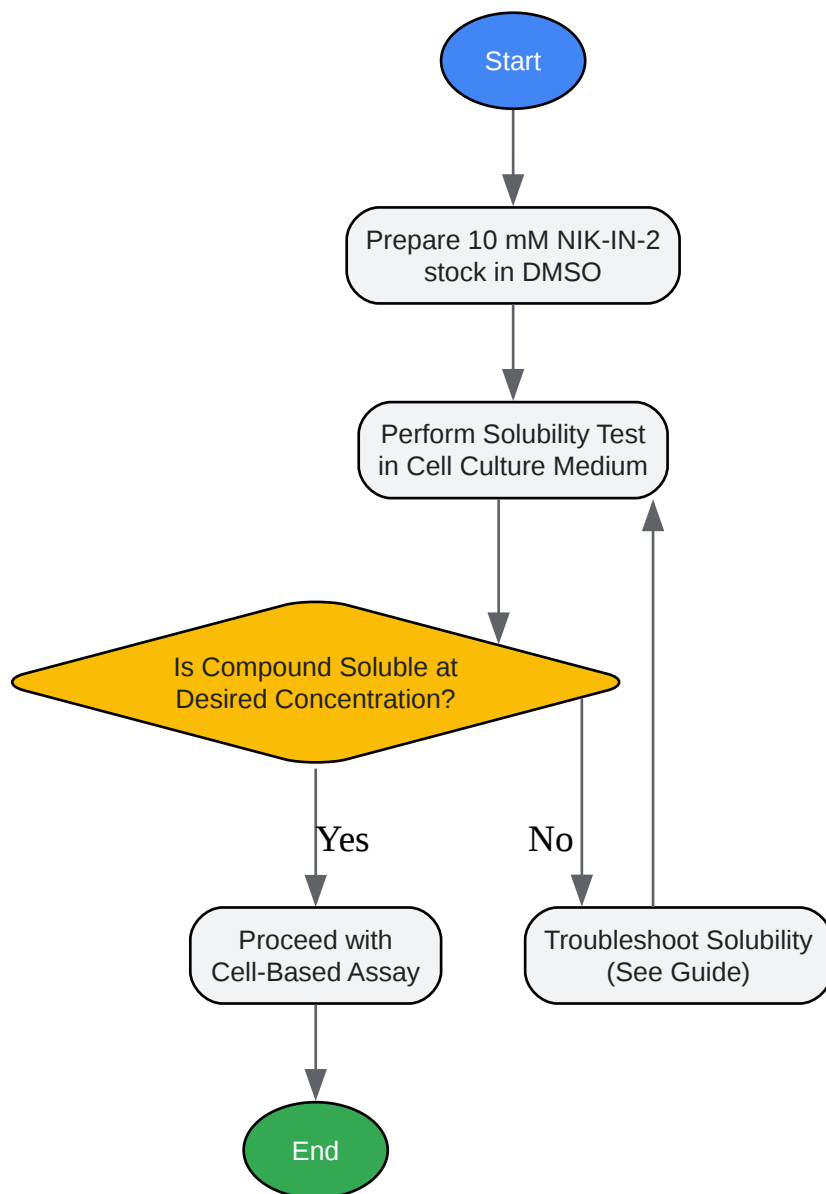 Start
Prepare 10 mM NIK-IN-2
stock in DMSO
Perform Solubility Test
in Cell Culture Medium
Is Compound Soluble at
Desired Concentration?
Yes
No
Proceed with
Cell-Based Assay
Troubleshoot Solubility
(See Guide)
End